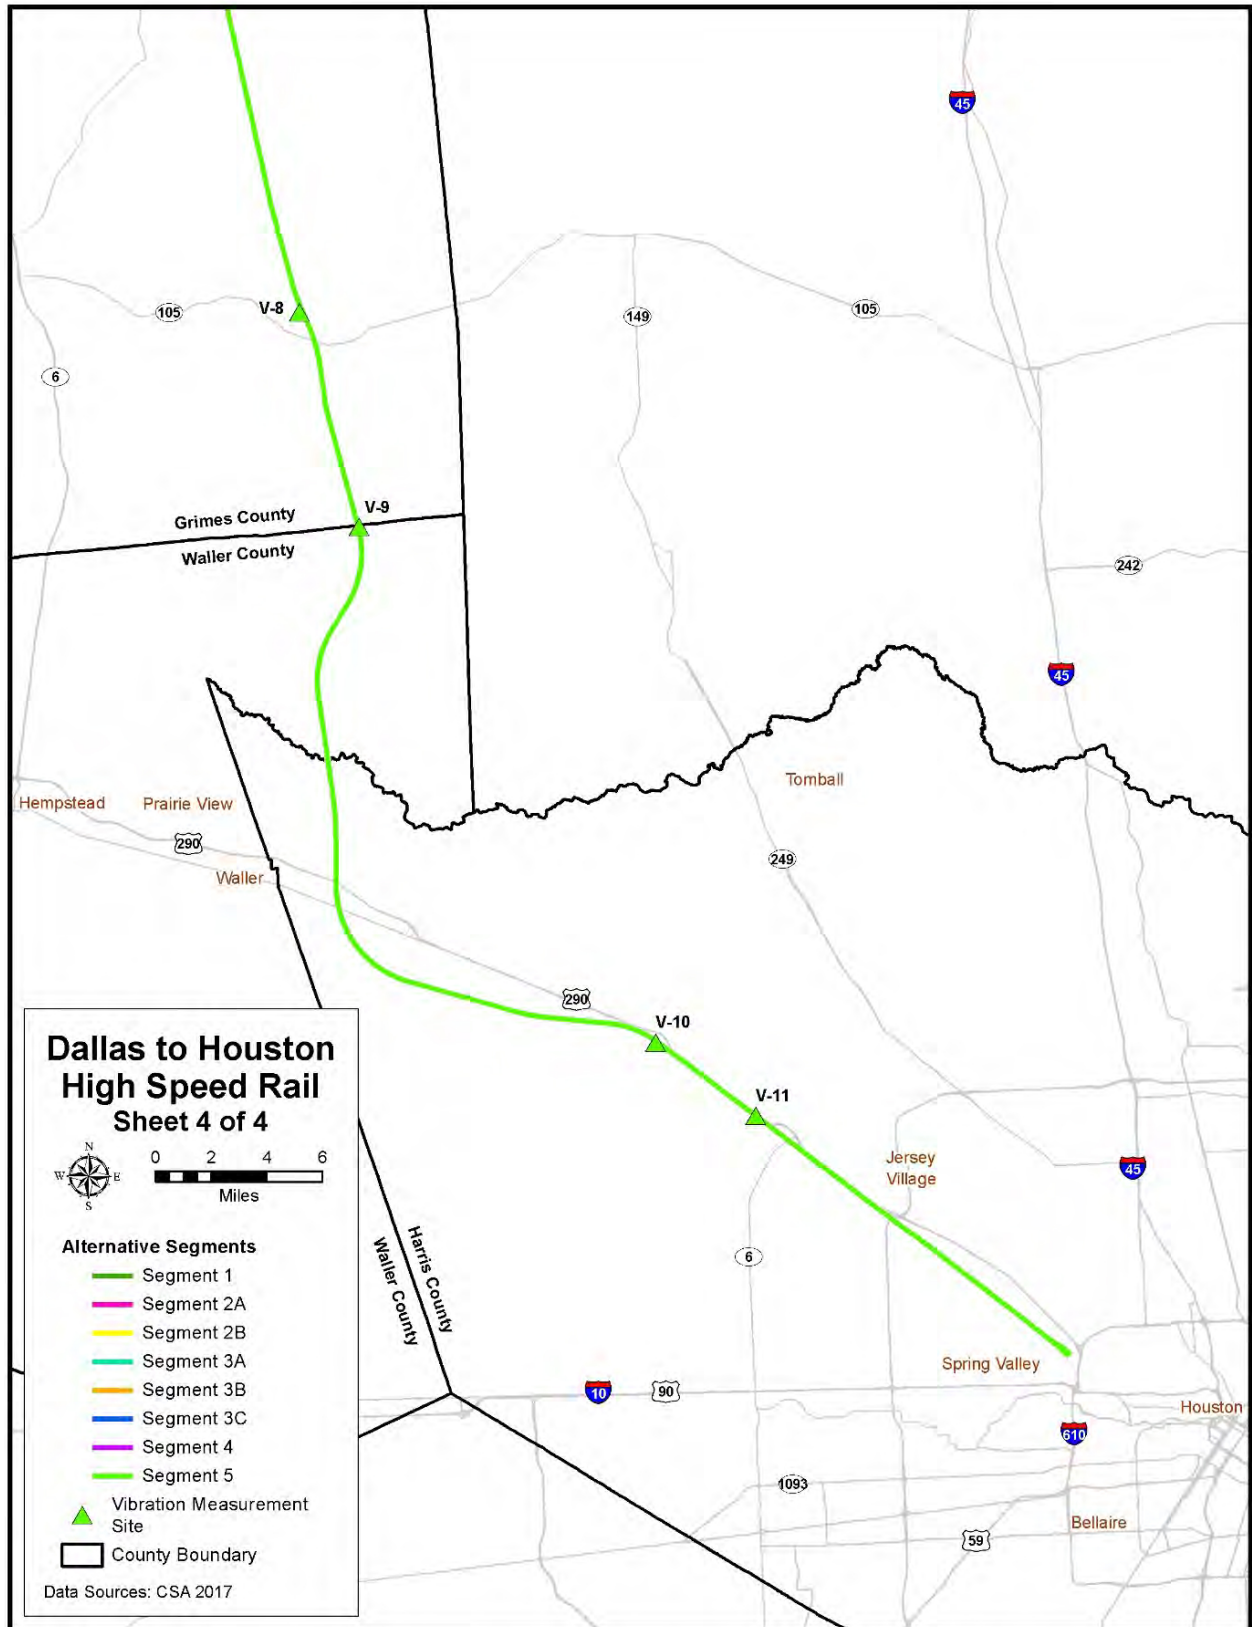 45
105
V-8
149
105
6
V-9
Grimes County
Waller County
242
45
Tomball
Hempstead
Prairie View
290
249
Waller
290
V-10
V-11
Jersey
Village
45
6
Harris County
Waller County
Spring Valley
10
90
Houston
610
1093
59
Bellaire
Dallas to Houston
High Speed Rail
Sheet 4 of 4
N
W E
S
0 2 4 6
Miles
Alternative Segments
Segment 1
Segment 2A
Segment 2B
Segment 3A
Segment 3B
Segment 3C
Segment 4
Segment 5
Vibration Measurement
Site
County Boundary
Data Sources: CSA 2017